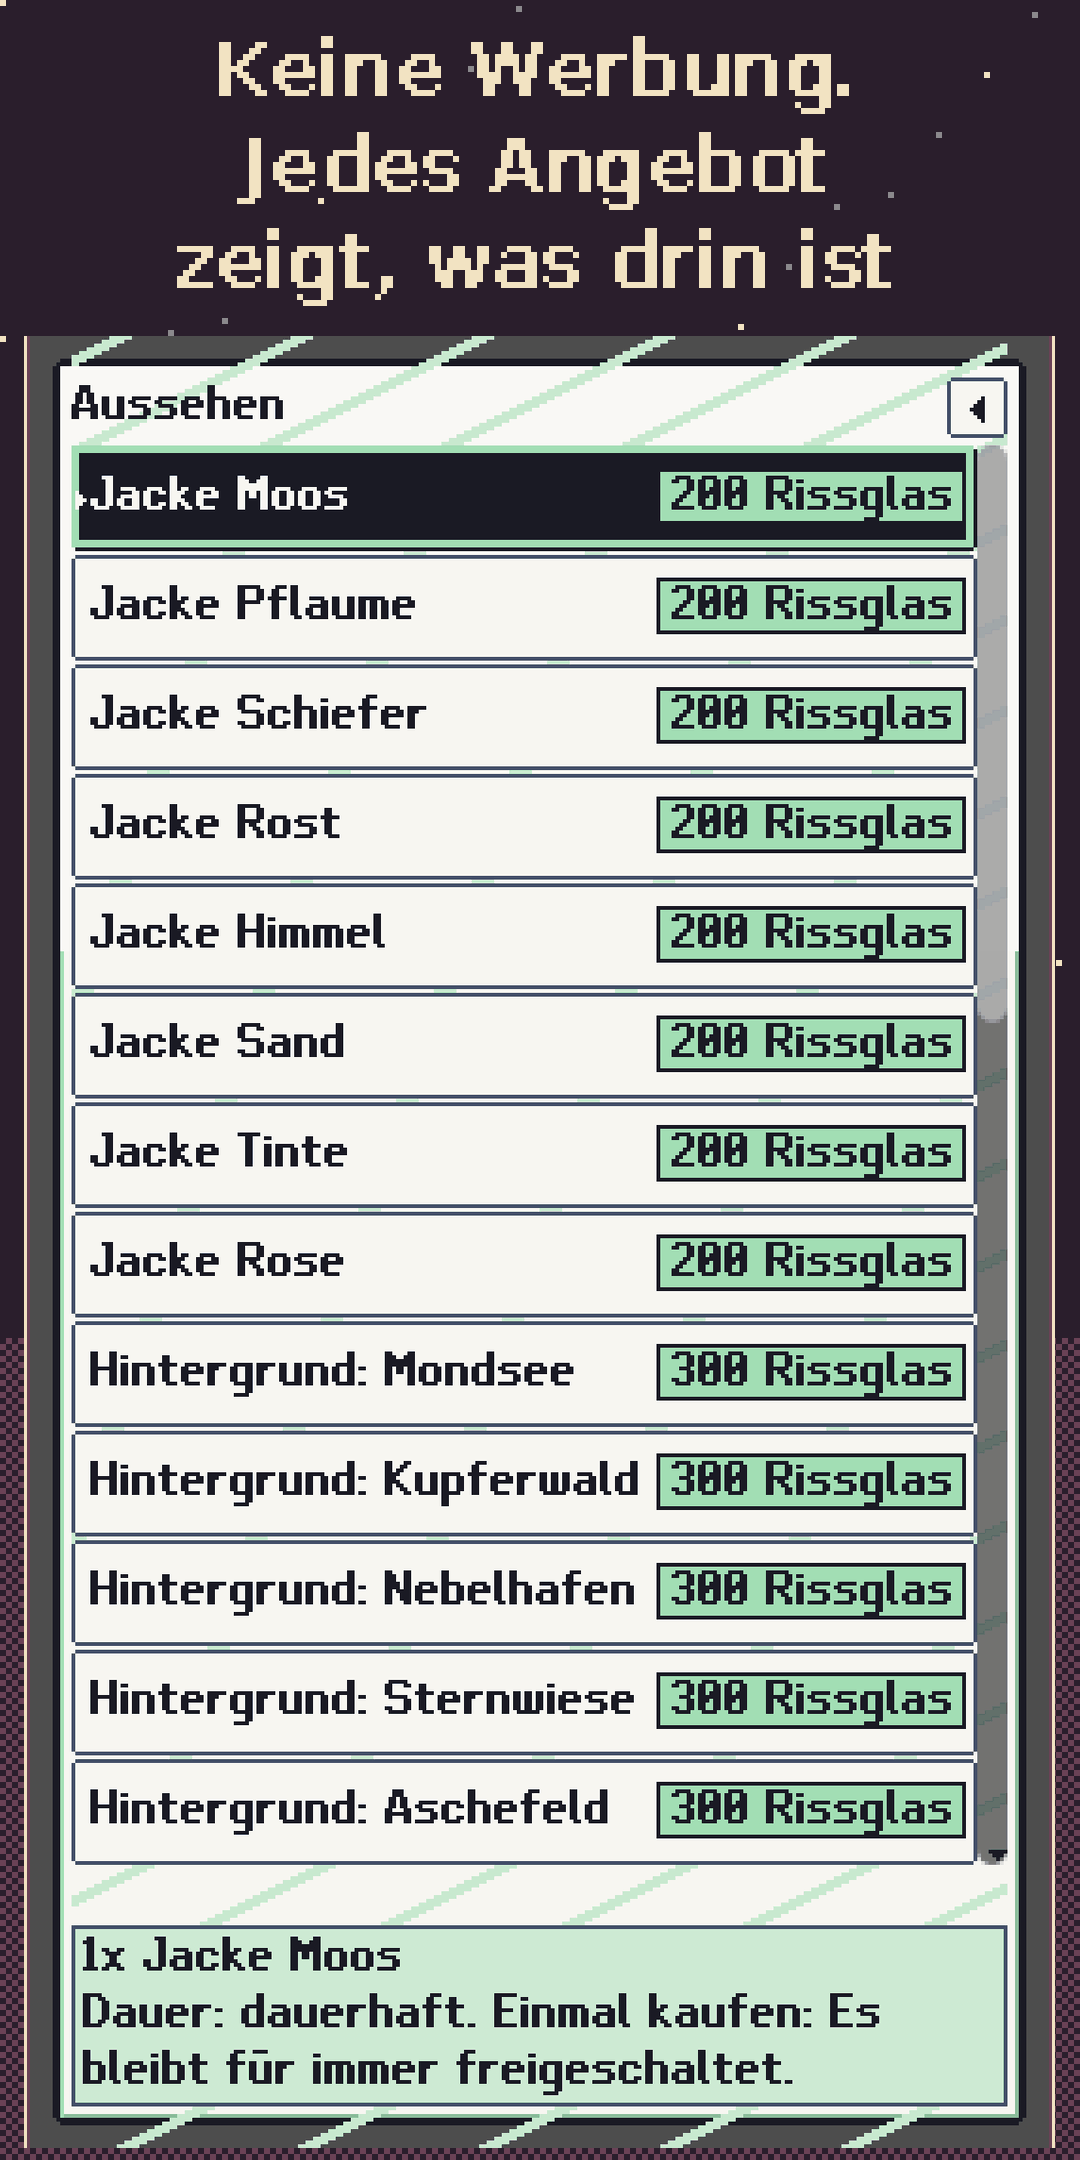 Keine Werbung.
Jedes Angebot
zeigt, was drin ist
Aussehen
Jacke Moos 200 Rissglas
Jacke Pflaume 200 Rissglas
Jacke Schiefer 200 Rissglas
Jacke Rost 200 Rissglas
Jacke Himmel 200 Rissglas
Jacke Sand 200 Rissglas
Jacke Tinte 200 Rissglas
Jacke Rose 200 Rissglas
Hintergrund: Mondsee 300 Rissglas
Hintergrund: Kupferwald 300 Rissglas
Hintergrund: Nebelhafen 300 Rissglas
Hintergrund: Sternwiese 300 Rissglas
Hintergrund: Aschefeld 300 Rissglas
1x Jacke Moos
Dauer: dauerhaft. Einmal kaufen: Es
bleibt für immer freigeschaltet.